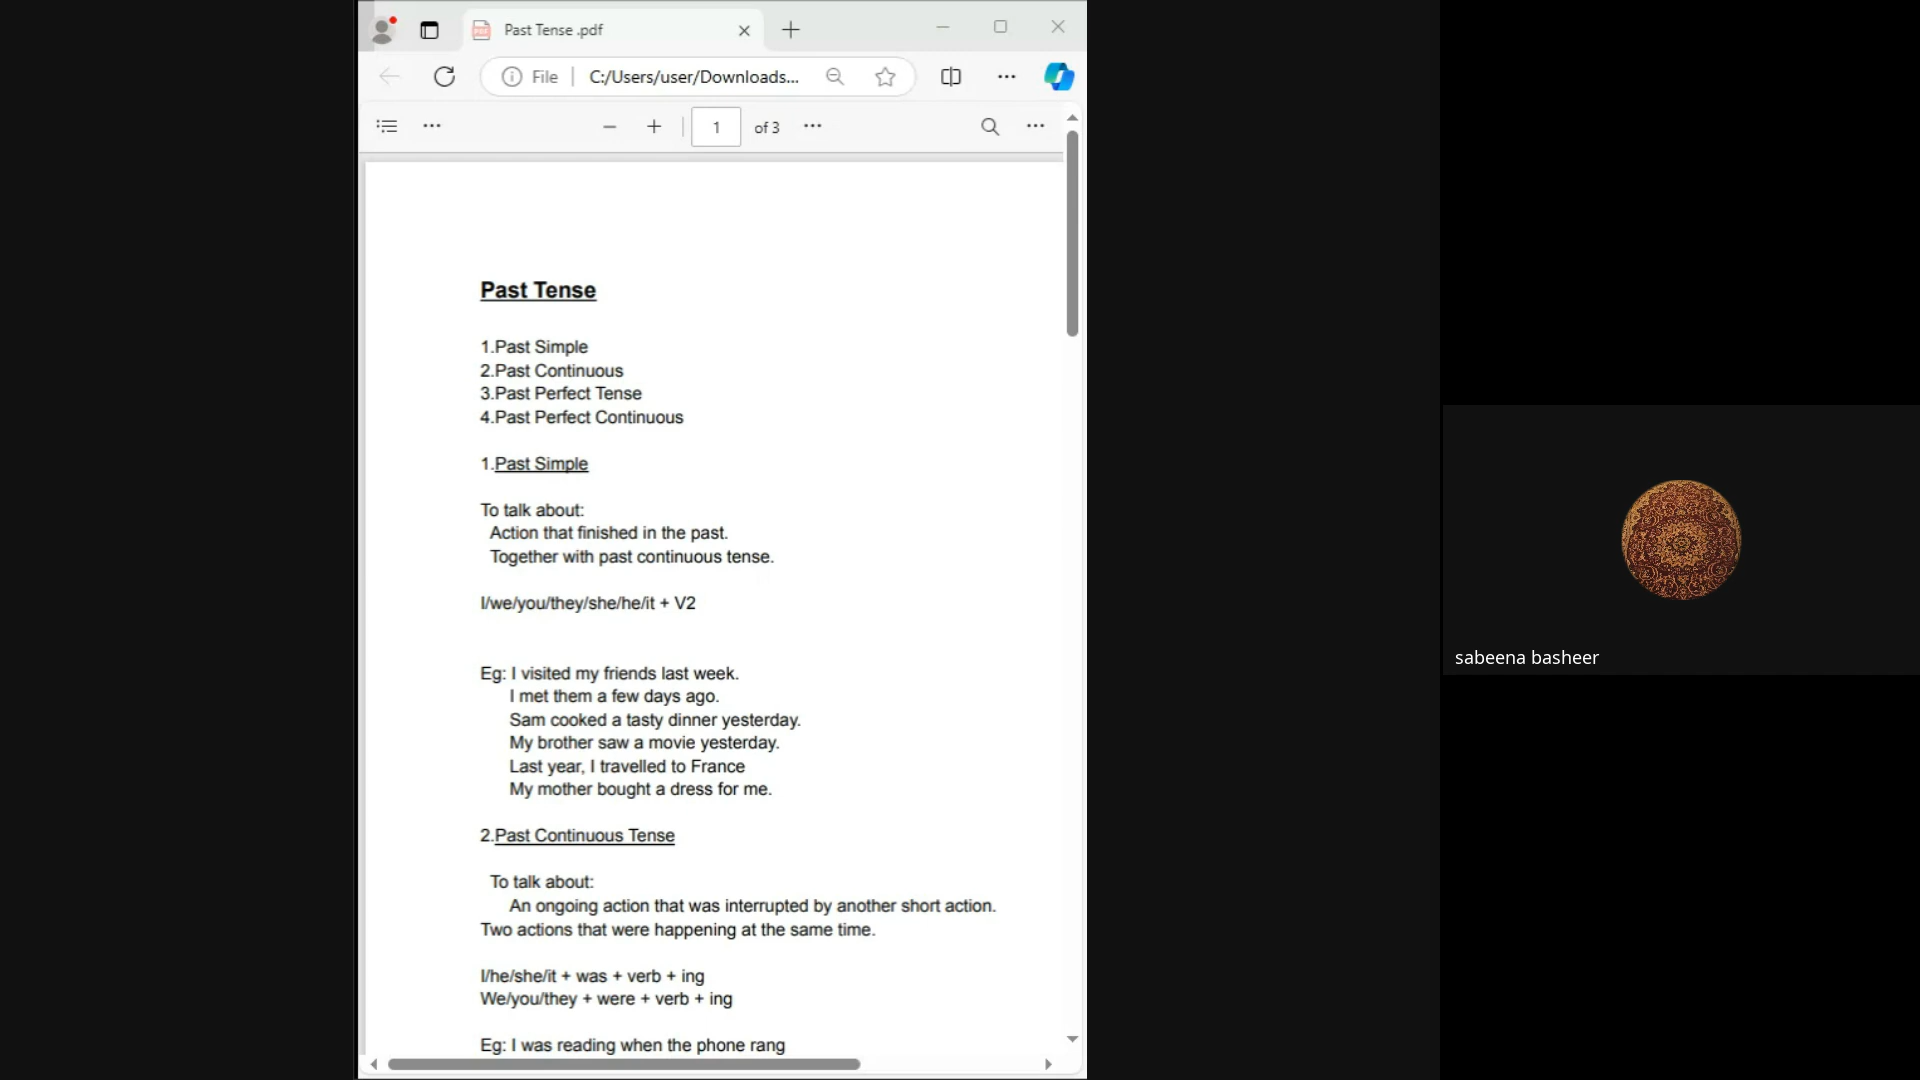 Past Tense .pdf
File
C:/Users/user/Downloads...
1 of 3
Past Tense
1.Past Simple
2.Past Continuous
3.Past Perfect Tense
4.Past Perfect Continuous
1.Past Simple
To talk about:
Action that finished in the past.
Together with past continuous tense.
I/we/you/they/she/he/it + V2
Eg: I visited my friends last week.
I met them a few days ago.
Sam cooked a tasty dinner yesterday.
My brother saw a movie yesterday.
Last year, I travelled to France
My mother bought a dress for me.
2.Past Continuous Tense
To talk about:
An ongoing action that was interrupted by another short action.
Two actions that were happening at the same time.
I/he/she/it + was + verb + ing
We/you/they + were + verb + ing
Eg: I was reading when the phone rang
sabeena basheer